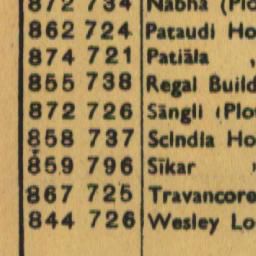 872 734 Nabha (Plo
862 724 Pataudi Ho
874 721 Patiāla ,
855 738 Regal Build
872 726 Sāngli (Plo
858 737 Scindia Ho
859 796 Sīkar
867 725 Travancore
844 726 Wesley Lo